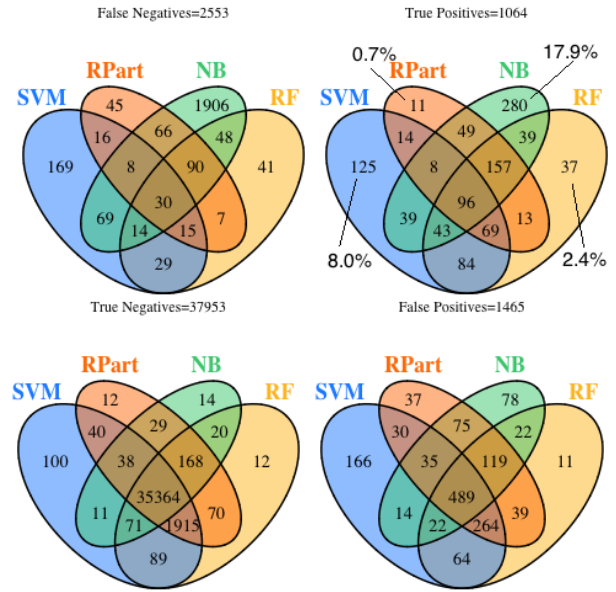 False Negatives=2553
True Positives=1064
0.7%
17.9%
RPart NB
RPart NB
SVM RF
SVM RF
45 1906
11 280
16 66 48
14 49 39
169 8 90 41
125 8 157 37
30
96
69 7
39 13
14 15
43 69
29
84
8.0%
2.4%
True Negatives=37953
False Positives=1465
RPart NB
RPart NB
SVM RF
SVM RF
12 14
37 78
40 29 20
30 75 22
100 38 168 12
166 35 119 11
35364
489
11 70
14 39
71 1915
22 264
89
64